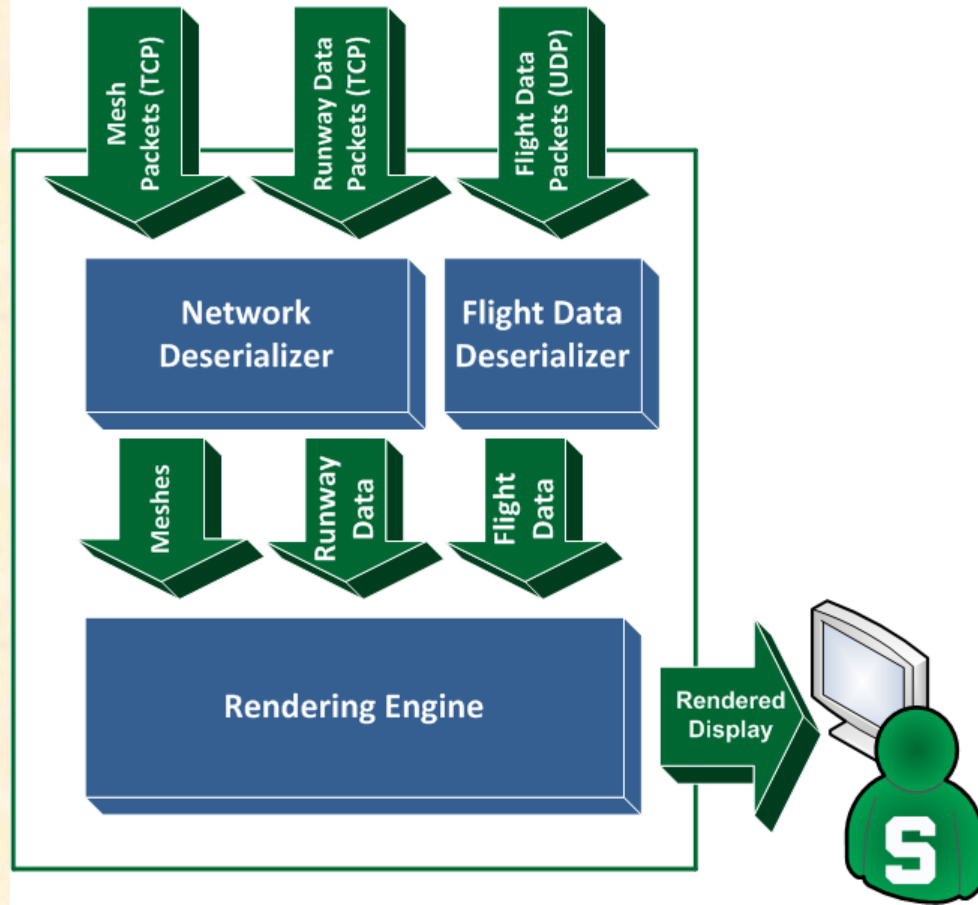 Mesh
Packets (TCP)
Runway Data
Packets (TCP)
Flight Data
Packets (UDP)
Network
Deserializer
Flight Data
Deserializer
Meshes
Runway
Data
Flight
Data
Rendering Engine
Rendered
Display
S